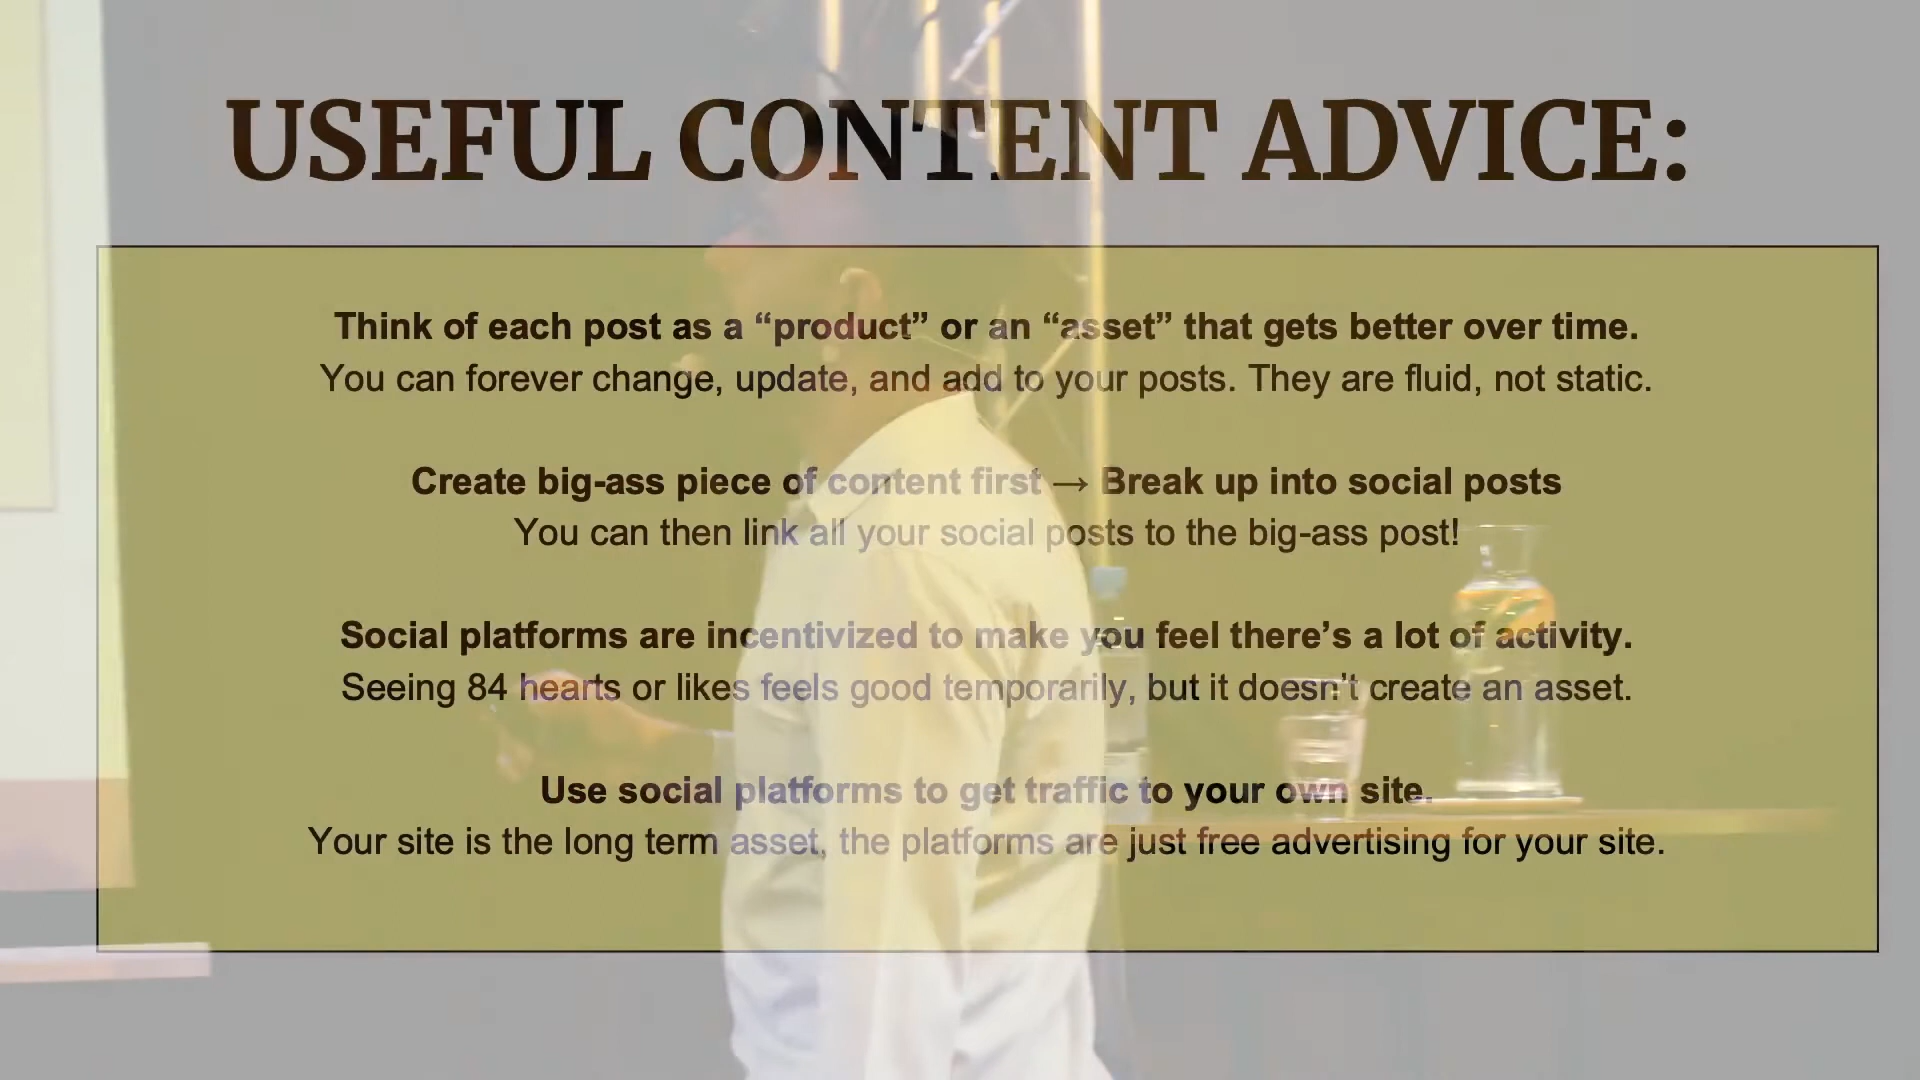 USEFUL CONTENT ADVICE:
Think of each post as a “product” or an “asset” that gets better over time.
You can forever change, update, and add to your posts. They are fluid, not static.
Create big-ass piece of content first → Break up into social posts
You can then link all your social posts to the big-ass post!
Social platforms are incentivized to make you feel there’s a lot of activity.
Seeing 84 hearts or likes feels good temporarily, but it doesn’t create an asset.
Use social platforms to get traffic to your own site.
Your site is the long term asset, the platforms are just free advertising for your site.